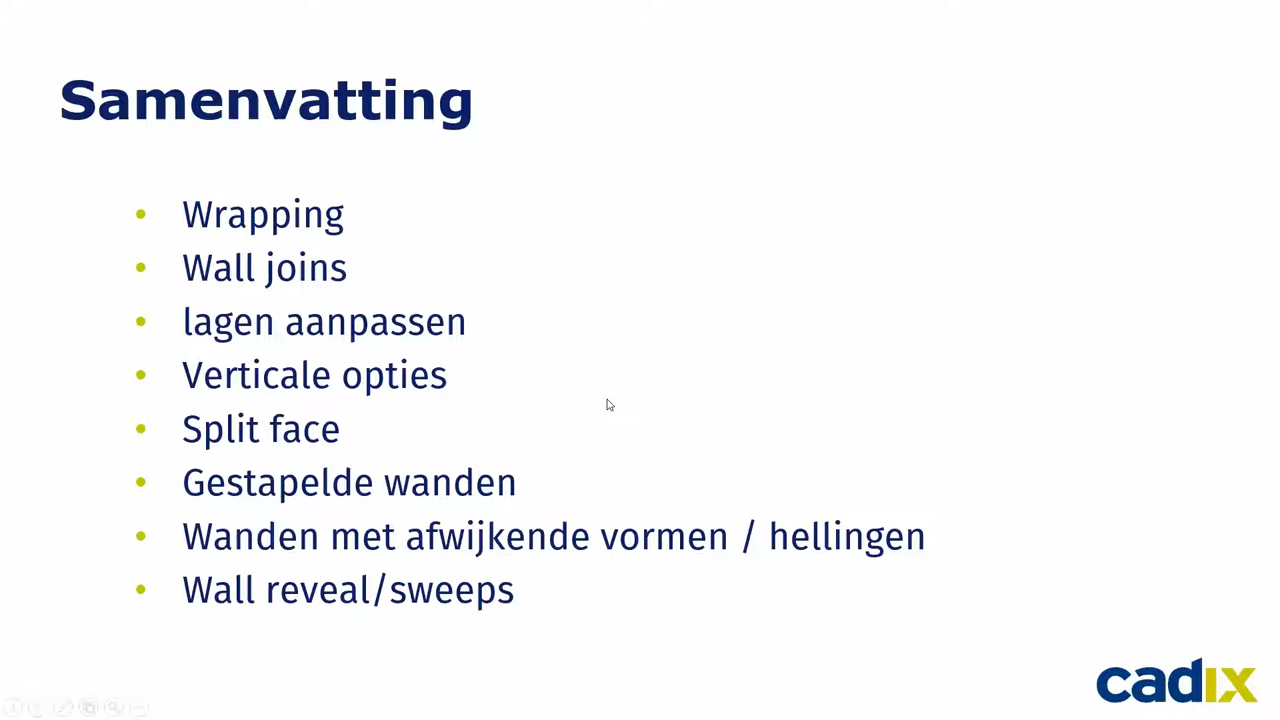 Samenvatting
• Wrapping
• Wall joins
• lagen aanpassen
• Verticale opties
• Split face
• Gestapelde wanden
• Wanden met afwijkende vormen / hellingen
• Wall reveal/sweeps
cadix